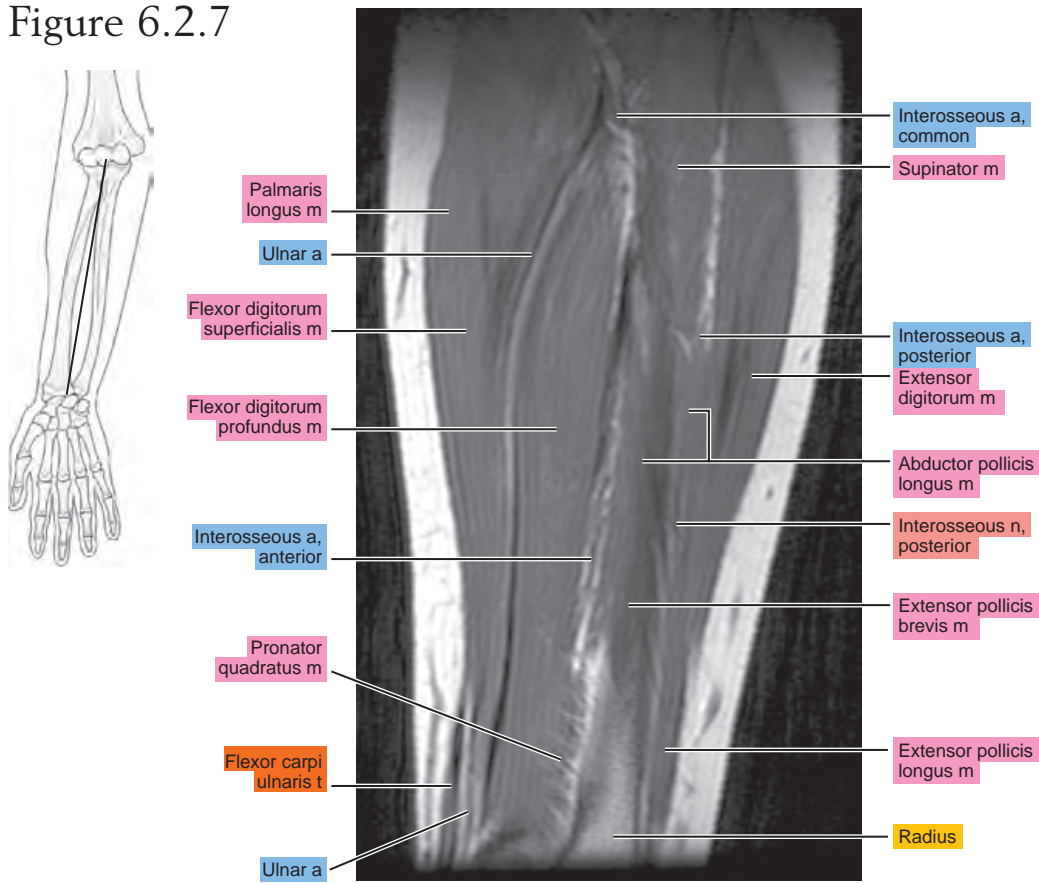 Figure 6.2.7
Palmaris
longus m
Ulnar a
Flexor digitorum
superficialis m
Flexor digitorum
profundus m
Interosseous a,
anterior
Pronator
quadratus m
Flexor carpi
ulnaris t
Ulnar a
Interosseous a,
common
Supinator m
Interosseous a,
posterior
Extensor
digitorum m
Abductor pollicis
longus m
Interosseous n,
posterior
Extensor pollicis
brevis m
Extensor pollicis
longus m
Radius